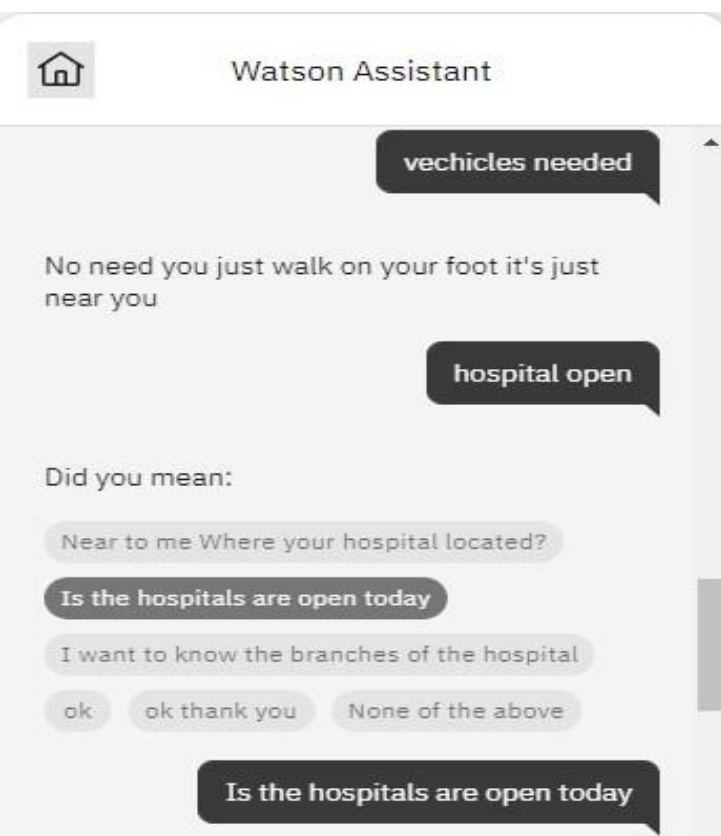 Watson Assistant
vechicles needed
No need you just walk on your foot it's just
near you
hospital open
Did you mean:
Near to me Where your hospital located?
Is the hospitals are open today
I want to know the branches of the hospital
ok ok thank you None of the above
Is the hospitals are open today